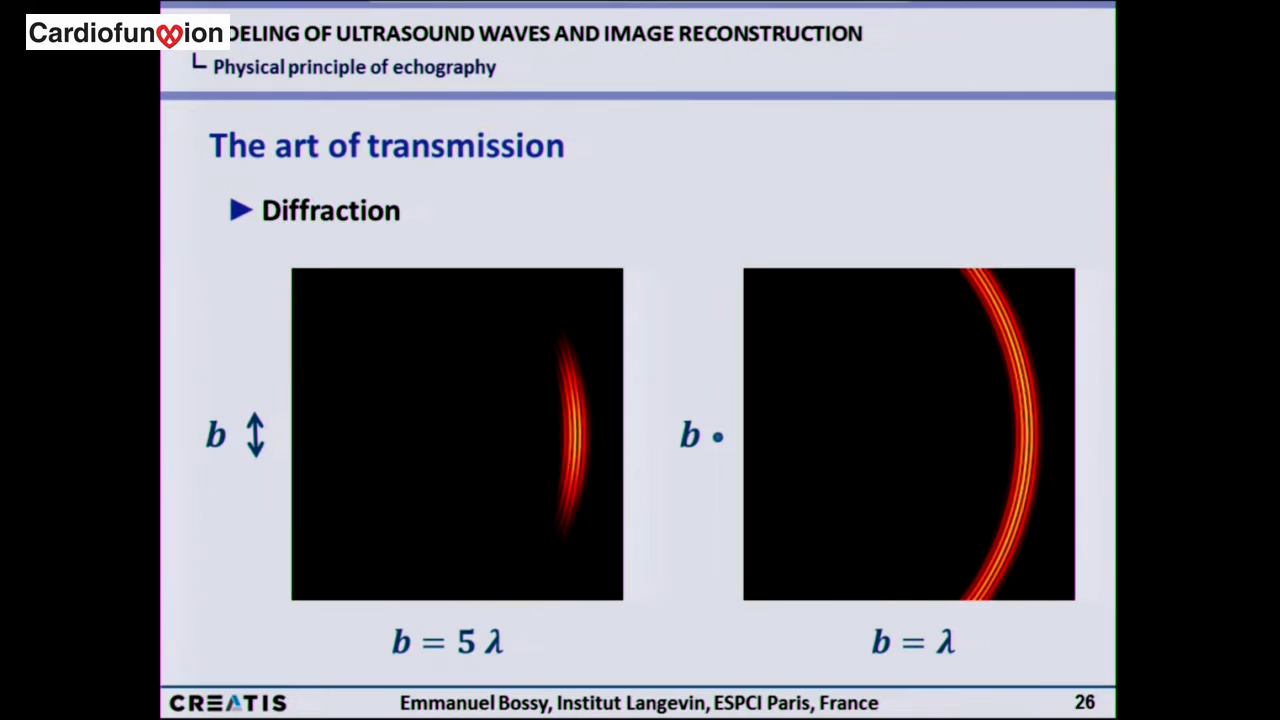 Cardiofunxion
DELING OF ULTRASOUND WAVES AND IMAGE RECONSTRUCTION
Physical principle of echography
The art of transmission
► Diffraction
b
b
b = 5 λ
b = λ
CREATIS
Emmanuel Bossy, Institut Langevin, ESPCI Paris, France
26